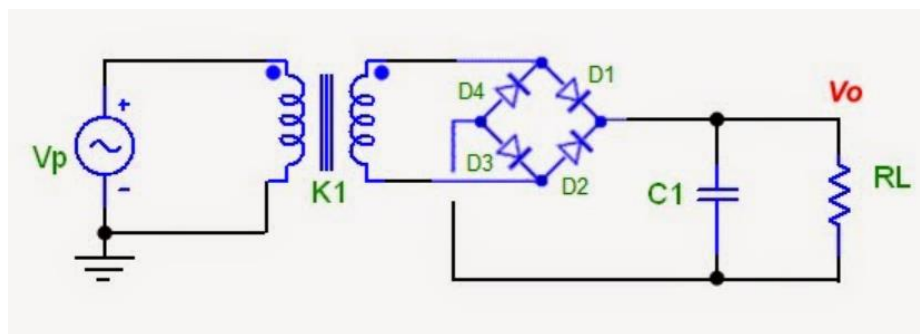 D1
D4
Vo
+
Vp
D3
RL
K1
D2
C1
-